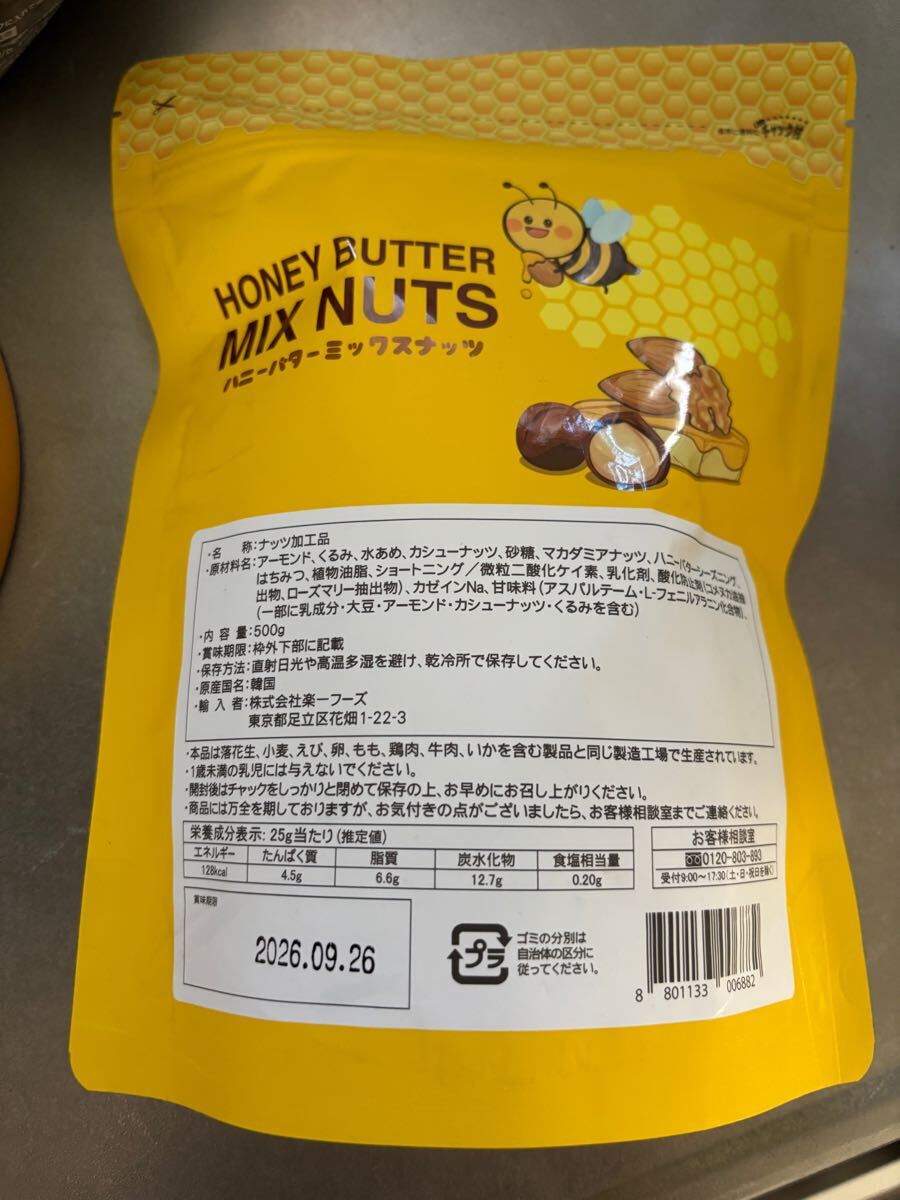 チャック付
HONEY BUTTER
MIX NUTS
ハニーバターミックスナッツ
・名 称:ナッツ加工品
・原材料名:アーモンド、くるみ、水あめ、カシューナッツ、砂糖、マカダミアナッツ、ハニーバターシーズニング、
はちみつ、植物油脂、ショートニング/微粒二酸化ケイ素、乳化剤、酸化防止剤(コメヌカ油抽
出物、ローズマリー抽出物)、カゼインNa、甘味料(アスパルテーム・L-フェニルアラニン化合物)、
(一部に乳成分・大豆・アーモンド・カシューナッツ・くるみを含む)
・内 容 量:500g
・賞味期限:枠外下部に記載
・保存方法:直射日光や高温多湿を避け、乾冷所で保存してください。
・原産国名:韓国
・輸 入 者:株式会社楽一フーズ
東京都足立区花畑1-22-3
・本品は落花生、小麦、えび、卵、もも、鶏肉、牛肉、いかを含む製品と同じ製造工場で生産されています。
・1歳未満の乳児には与えないでください。
・開封後はチャックをしっかりと閉めて保存の上、お早めにお召し上がりください。
・商品には万全を期しておりますが、お気付きの点がございましたら、お客様相談室までご連絡ください。
栄養成分表示: 25g当たり(推定値)
エネルギー たんぱく質 脂質 炭水化物 食塩相当量
128kcal 4.5g 6.6g 12.7g 0.20g
お客様相談室
0120-803-893
受付9:00～17:30(土・日・祝日を除く)
賞味期限
2026.09.26
プラ
ゴミの分別は
自治体の区分に
従ってください。
8 801133 006882